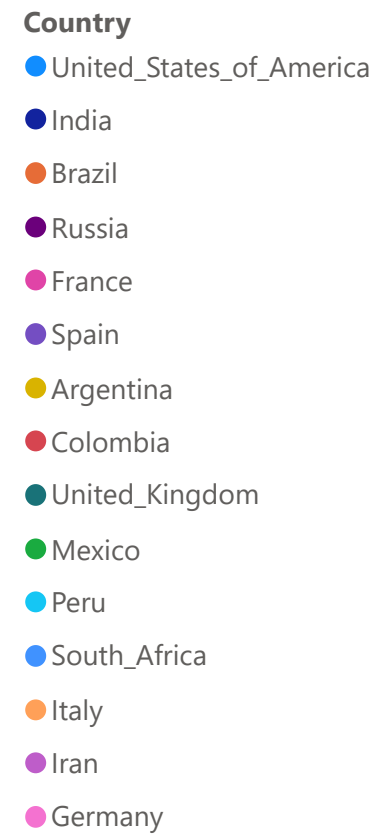 Country
United_States_of_America
India
Brazil
Russia
France
Spain
Argentina
Colombia
United_Kingdom
Mexico
Peru
South_Africa
Italy
Iran
Germany